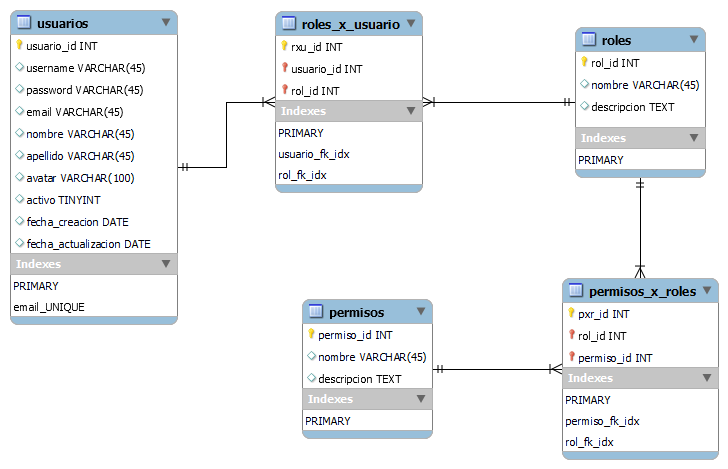 usuarios
usuario_id INT
username VARCHAR(45)
password VARCHAR(45)
email VARCHAR(45)
nombre VARCHAR(45)
apellido VARCHAR(45)
avatar VARCHAR(100)
activo TINYINT
fecha_creacion DATE
fecha_actualizacion DATE
Indexes
PRIMARY
email_UNIQUE
roles_x_usuario
rxu_id INT
usuario_id INT
rol_id INT
Indexes
PRIMARY
usuario_fk_idx
rol_fk_idx
roles
rol_id INT
nombre VARCHAR(45)
descripcion TEXT
Indexes
PRIMARY
permisos
permiso_id INT
nombre VARCHAR(45)
descripcion TEXT
Indexes
PRIMARY
permisos_x_roles
pxr_id INT
rol_id INT
permiso_id INT
Indexes
PRIMARY
permiso_fk_idx
rol_fk_idx